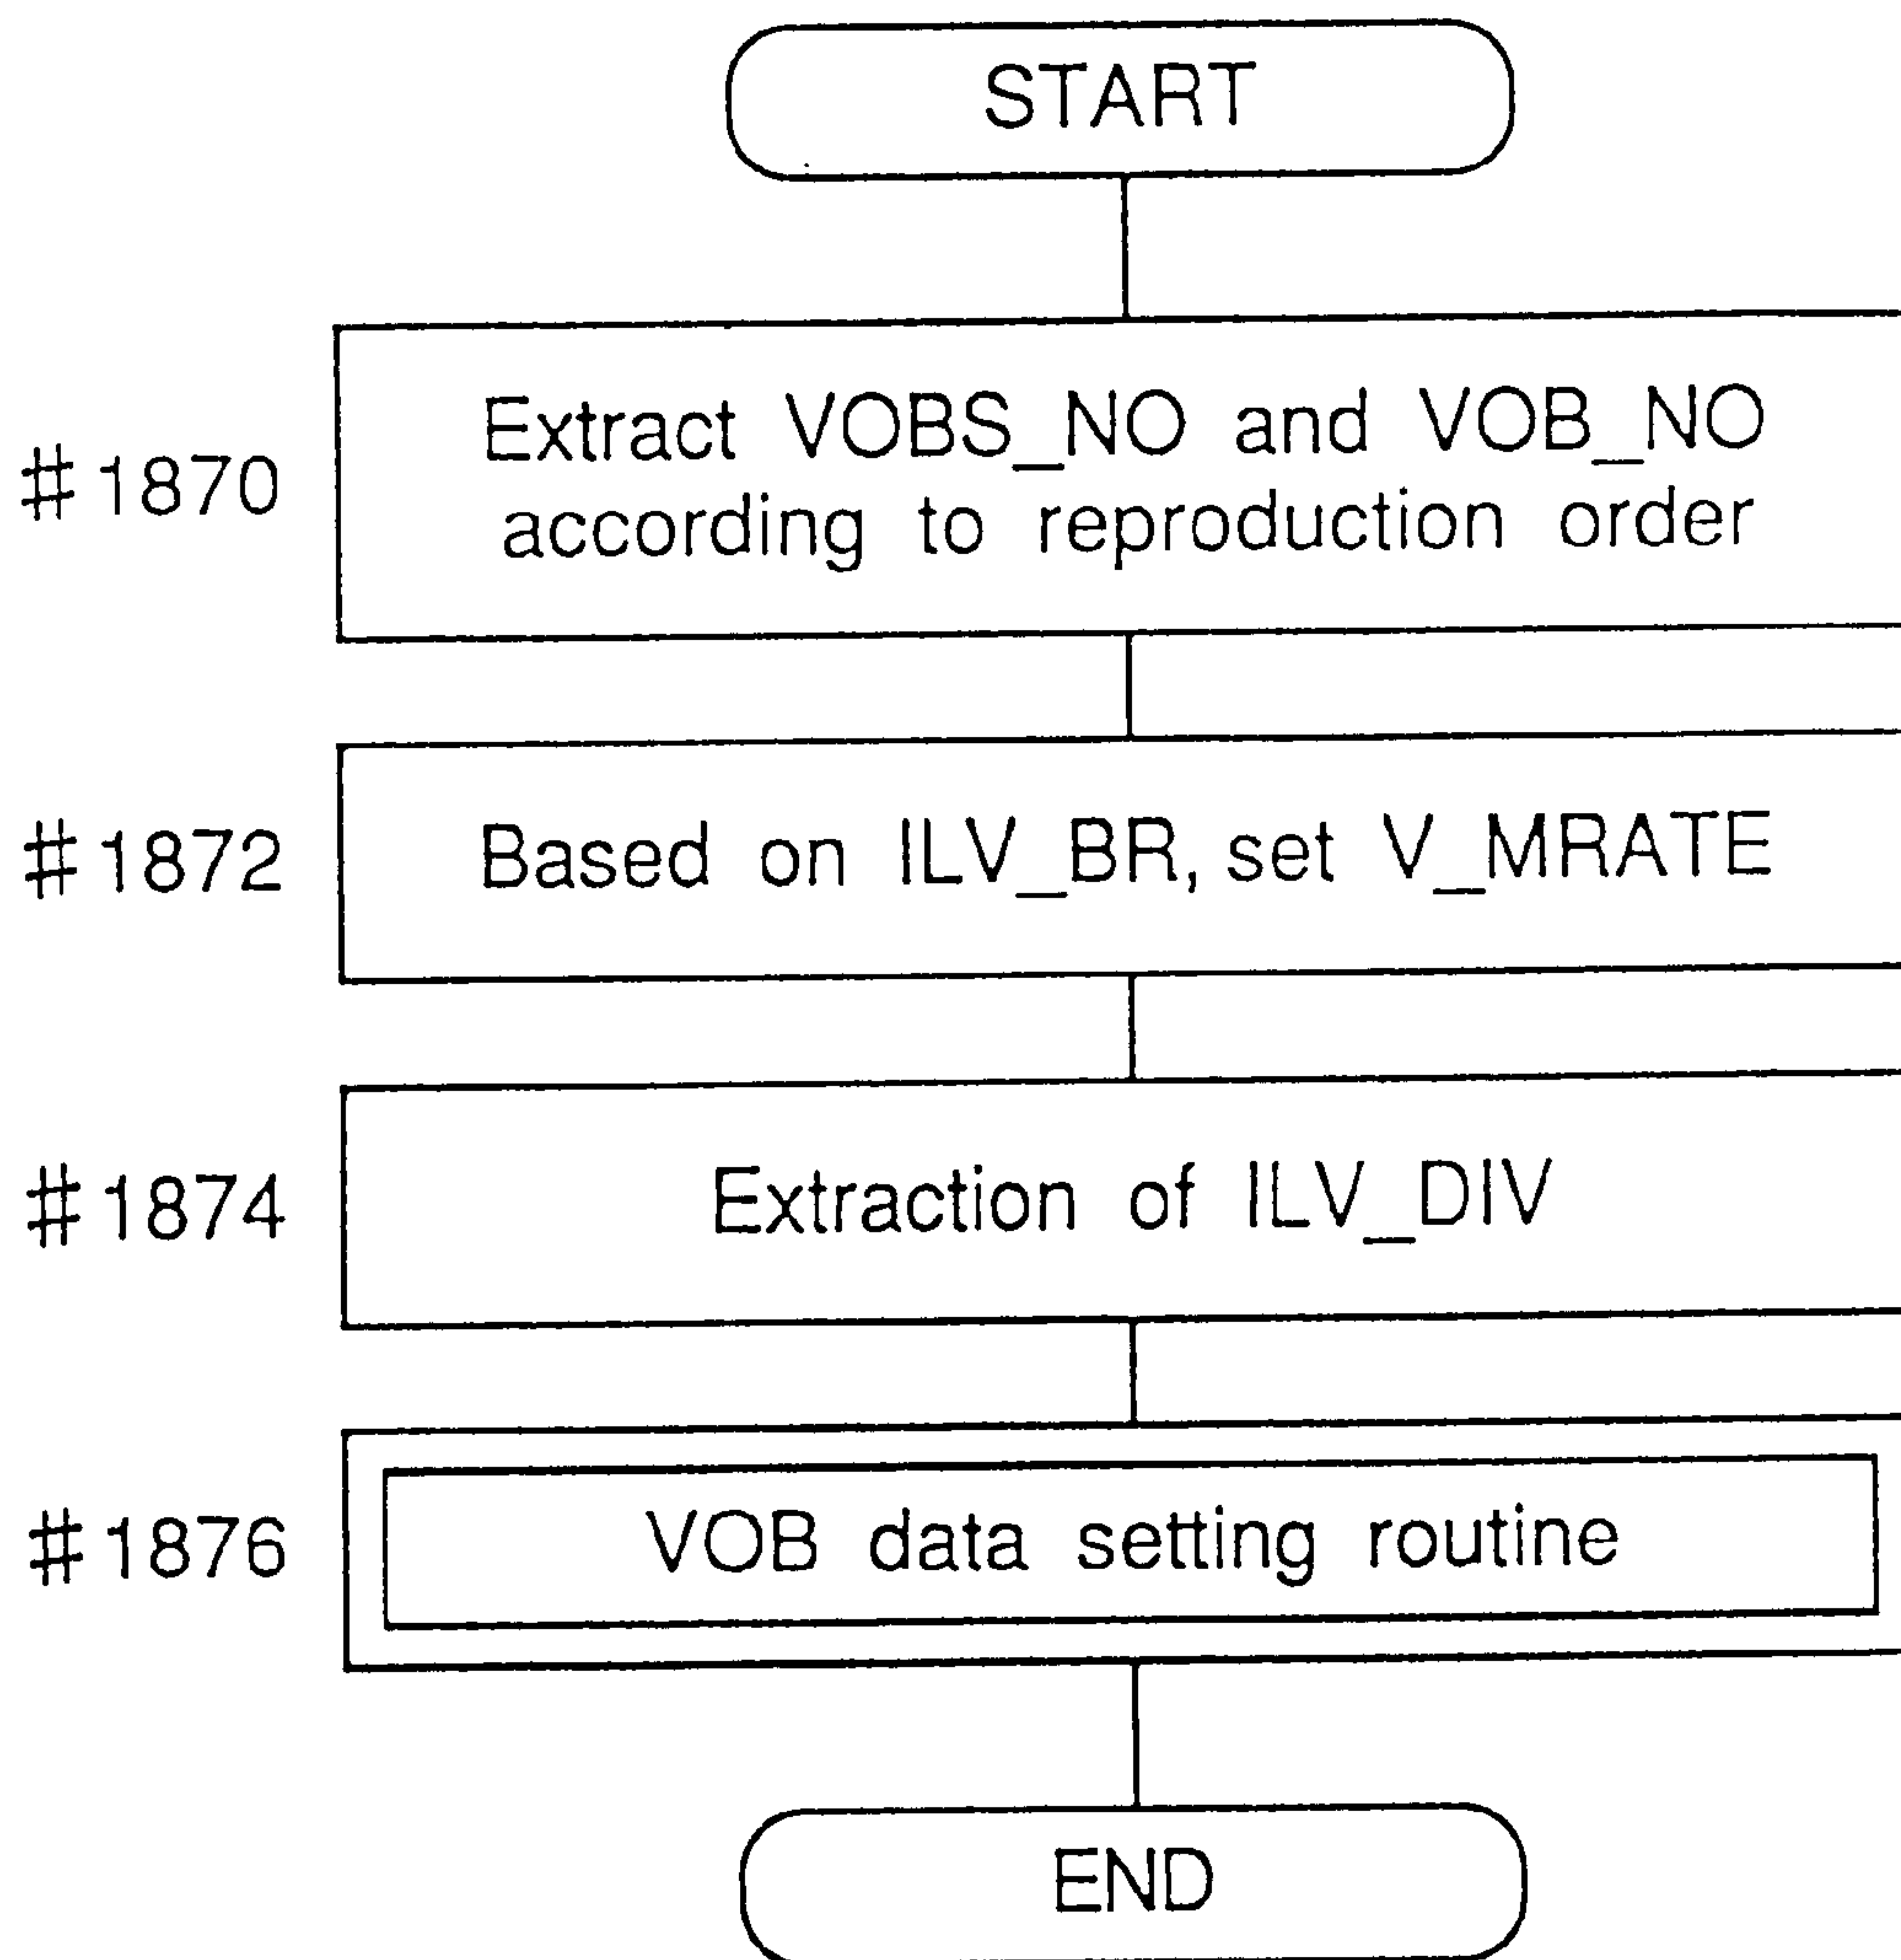 START
#1870
Extract VOBS_NO and VOB_NO
according to reproduction order
#1872
Based on ILV_BR, set V_MRATE
#1874
Extraction of ILV_DIV
#1876
VOB data setting routine
END